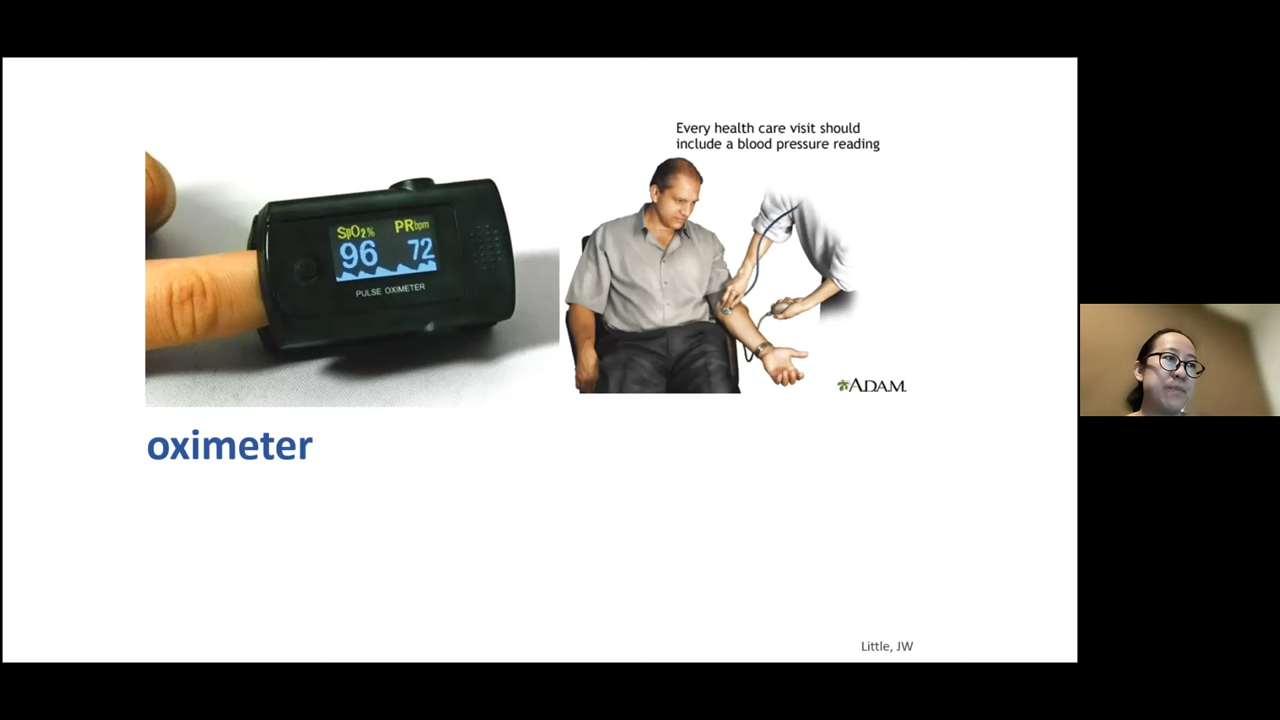 Every health care visit should
include a blood pressure reading
SpO2% PRbpm
96 72
PULSE OXIMETER
A.D.A.M.
oximeter
Little, JW